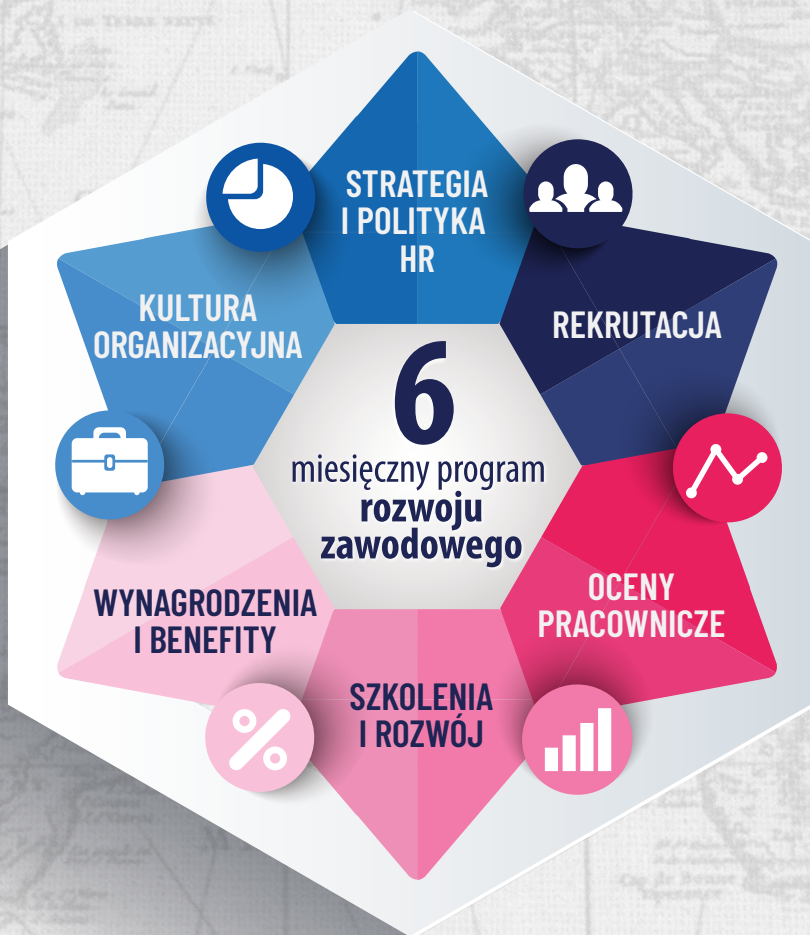 STRATEGIA
I POLITYKA
HR
REKRUTACJA
OCENY
PRACOWNICZE
SZKOLENIA
I ROZWÓJ
WYNAGRODZENIA
I BENEFITY
KULTURA
ORGANIZACYJNA
6
miesięczny program
rozwoju
zawodowego